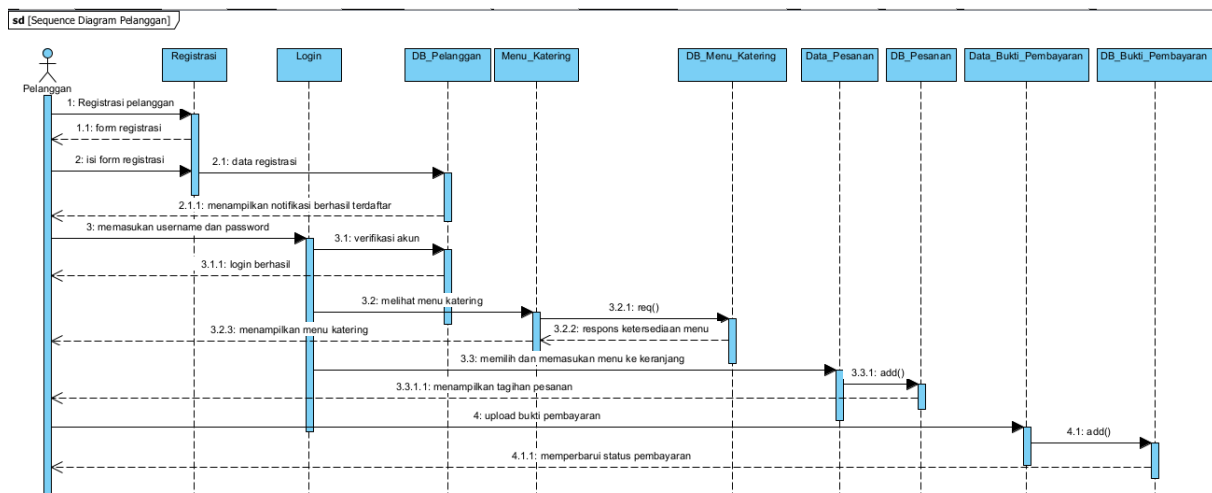 sd [Sequence Diagram Pelanggan]
Registrasi
Login
DB_Pelanggan
Menu_Katering
DB_Menu_Katering
Data_Pesanan
DB_Pesanan
Data_Bukti_Pembayaran
DB_Bukti_Pembayaran
Pelanggan
1: Registrasi pelanggan
1.1: form registrasi
2: isi form registrasi
2.1: data registrasi
2.1.1: menampilkan notifikasi berhasil terdaftar
3: memasukan username dan password
3.1: verifikasi akun
3.1.1: login berhasil
3.2: melihat menu katering
3.2.1: req()
3.2.2: respons ketersediaan menu
3.2.3: menampilkan menu katering
3.3: memilih dan memasukan menu ke keranjang
3.3.1: add()
3.3.1.1: menampilkan tagihan pesanan
4: upload bukti pembayaran
4.1: add()
4.1.1: memperbarui status pembayaran